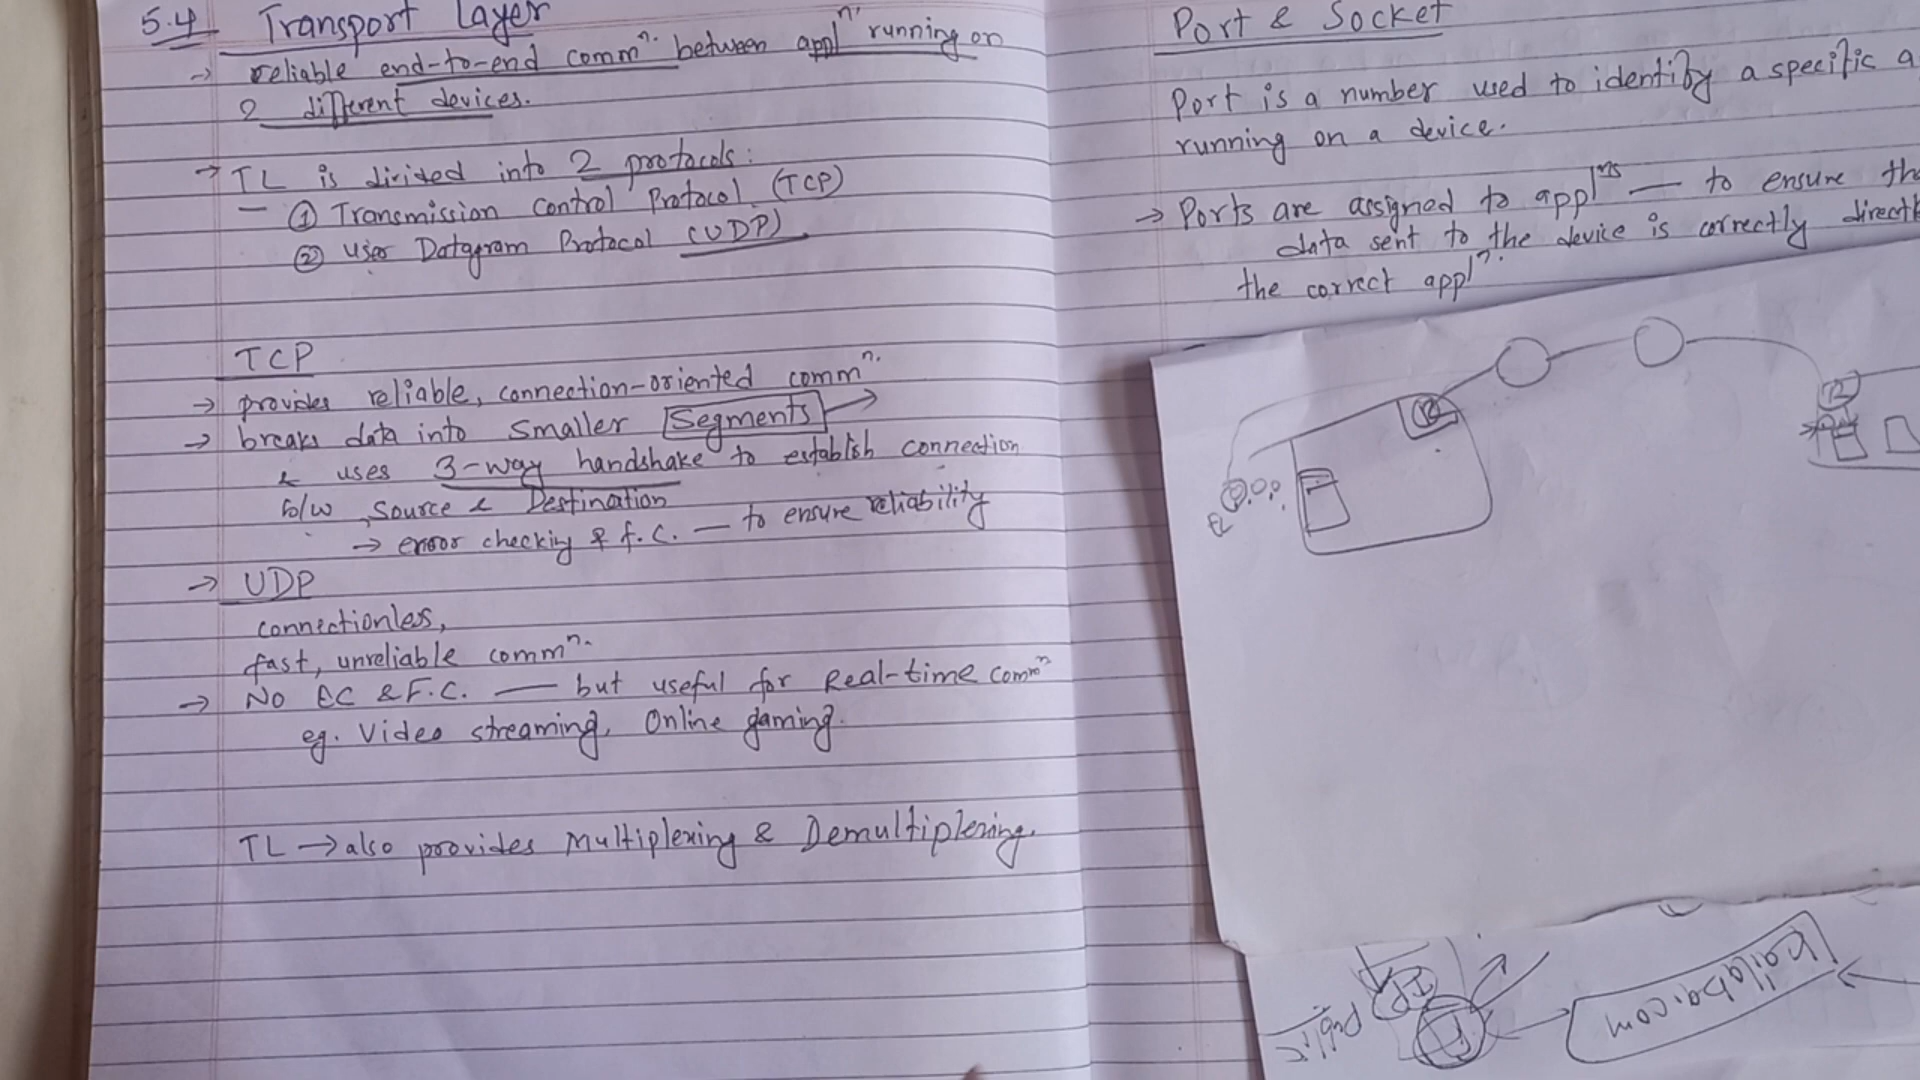 5.4 Transport Layer
→ reliable end-to-end commⁿ. between applⁿ. running on
2 different devices.
→ TL is divided into 2 protocols:
— ① Transmission Control Protocol (TCP)
② User Datagram Protocol (UDP).
TCP
→ provides reliable, connection-oriented commⁿ.
→ breaks data into smaller Segments →
& uses 3-way handshake to establish connection
b/w Source & Destination
→ error checking & f.C. — to ensure reliability
→ UDP
connectionless,
fast, unreliable commⁿ.
→ No EC & F.C. — but useful for Real-time commⁿ
eg. Video streaming, Online gaming.
TL → also provides Multiplexing & Demultiplexing.
Port & Socket
Port is a number used to identify a specific a
running on a device.
→ Ports are assigned to applⁿˢ — to ensure the
data sent to the device is correctly direct
the correct applⁿ.
R
R
IP
Public
kailaba.com